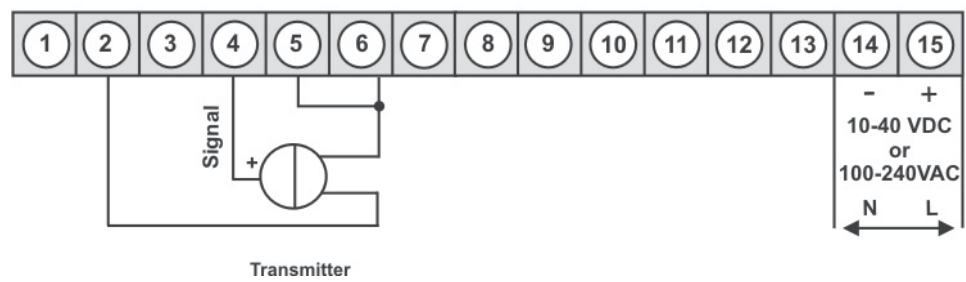 1 2 3 4 5 6 7 8 9 10 11 12 13 14 15
- +
10-40 VDC
or
100-240VAC
N L
Signal
+
Transmitter